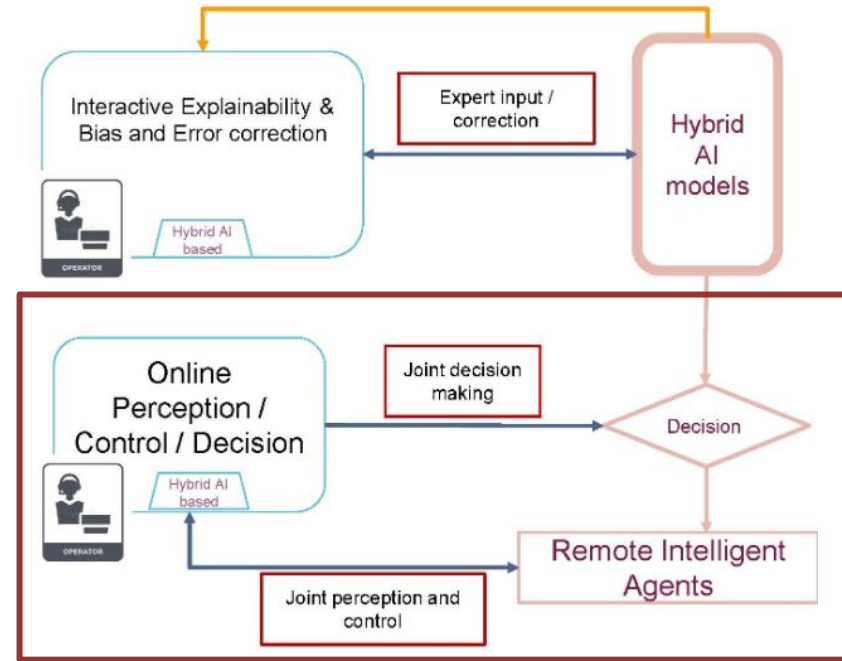 Interactive Explainability &
Bias and Error correction
Hybrid AI
based
OPERATOR
Expert input /
correction
Hybrid
AI
models
Online
Perception /
Control / Decision
Hybrid AI
based
OPERATOR
Joint decision
making
Decision
Joint perception and
control
Remote Intelligent
Agents